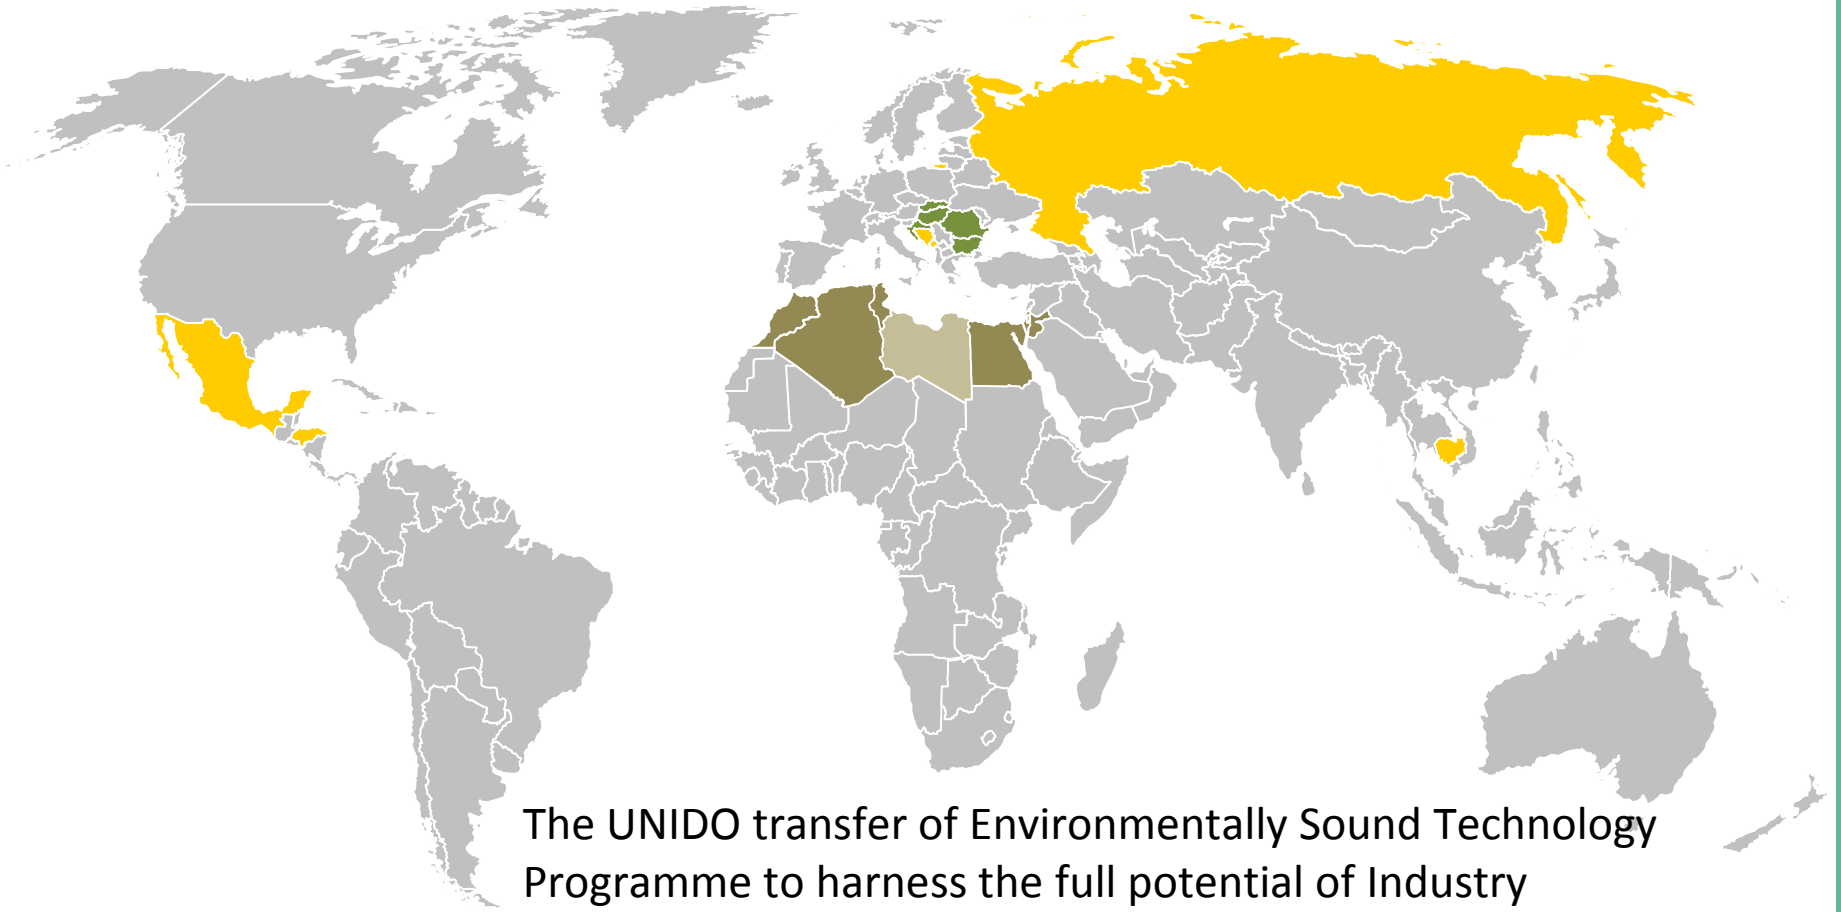 The UNIDO transfer of Environmentally Sound Technology
Programme to harness the full potential of Industry